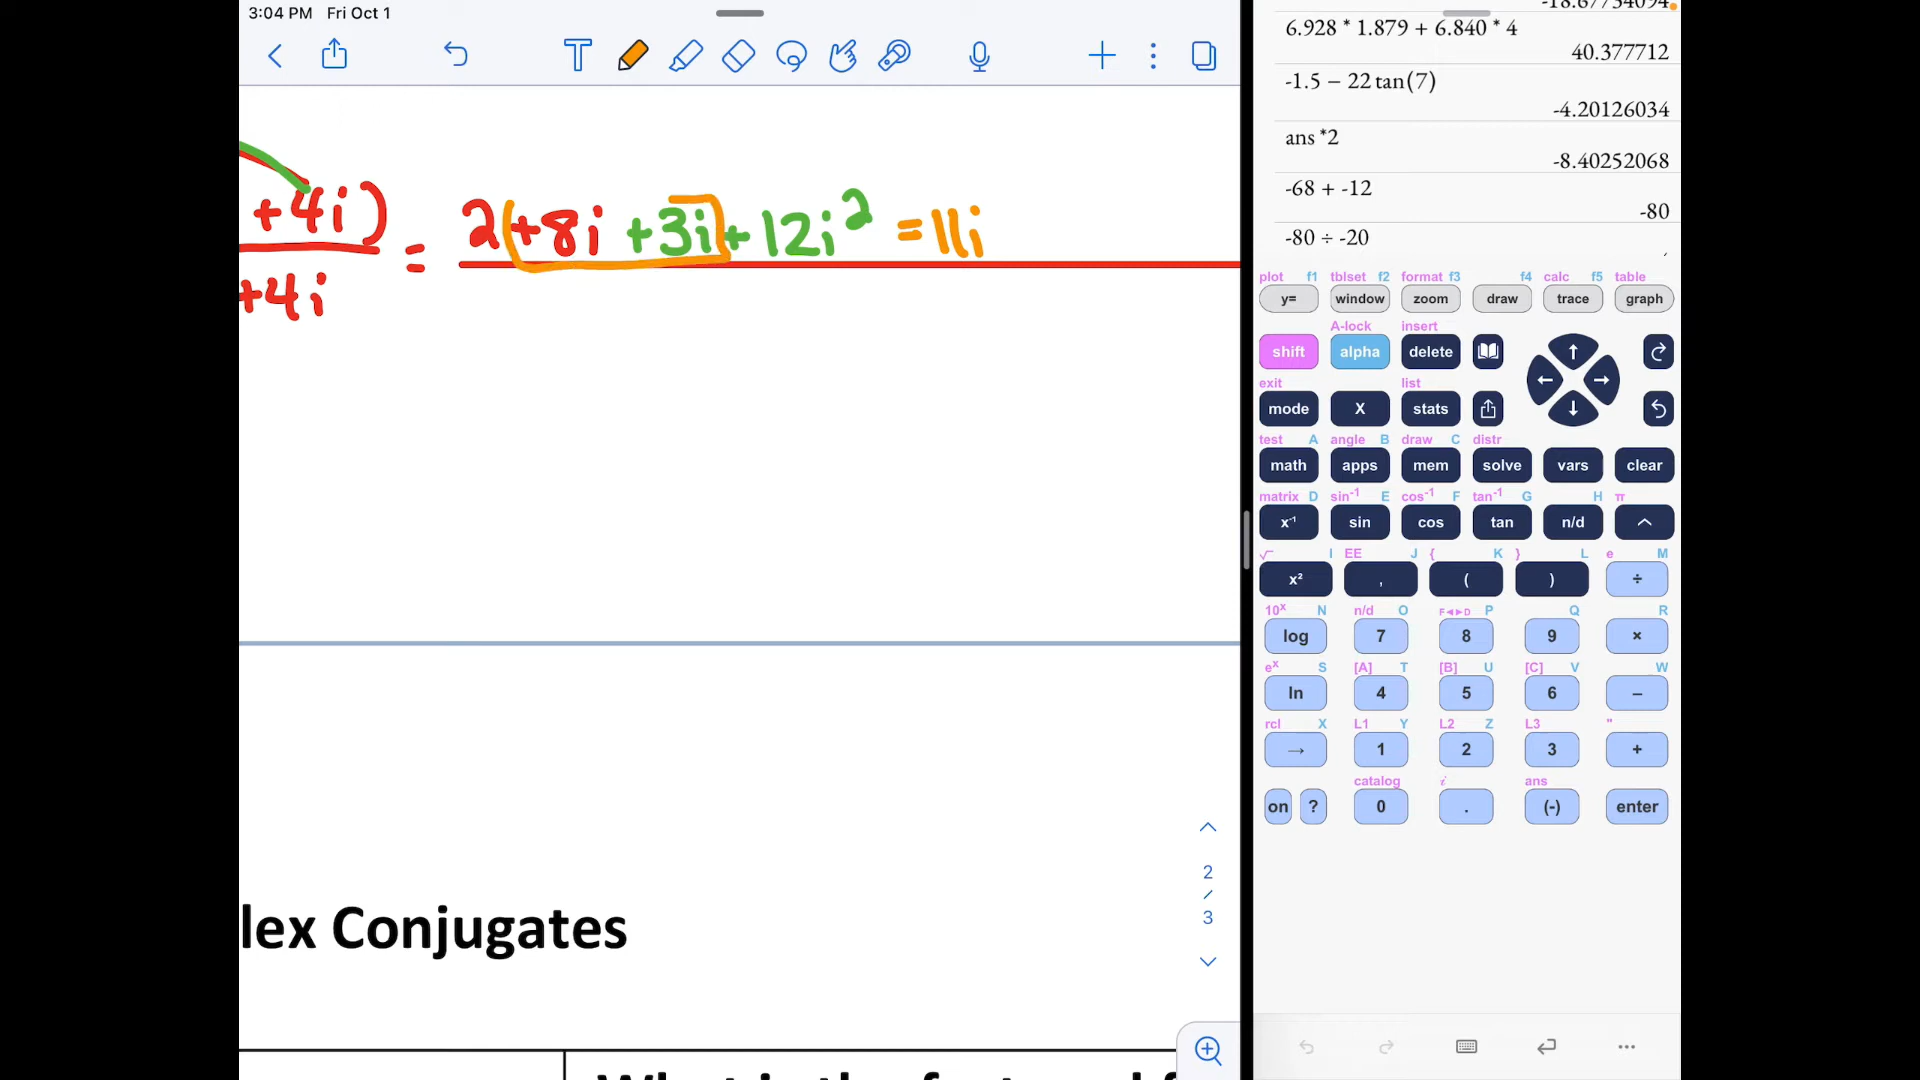 3:04 PM Fri Oct 1
+4i) = 2+8i +3i+12i² =11i
+4i
2
/
3
lex Conjugates
6.928 * 1.879 + 6.840 * 4
40.377712
-1.5 – 22 tan(7)
-4.20126034
ans *2
-8.40252068
-68 + -12
-80
-80 ÷ -20
plot f1 tblset f2 format f3 f4 calc f5 table
y= window zoom draw trace graph
A-lock insert
shift alpha delete
exit list
mode X stats
test A angle B draw C distr
math apps mem solve vars clear
matrix D sin⁻¹ E cos⁻¹ F tan⁻¹ G H π
x⁻¹ sin cos tan n/d ^
√ I EE J { K } L e M
x² , ( ) ÷
10ˣ N n/d O F◄►D P Q R
log 7 8 9 ×
eˣ S [A] T [B] U [C] V W
ln 4 5 6 –
rcl X L1 Y L2 Z L3 "
→ 1 2 3 +
catalog i ans
on ? 0 . (-) enter